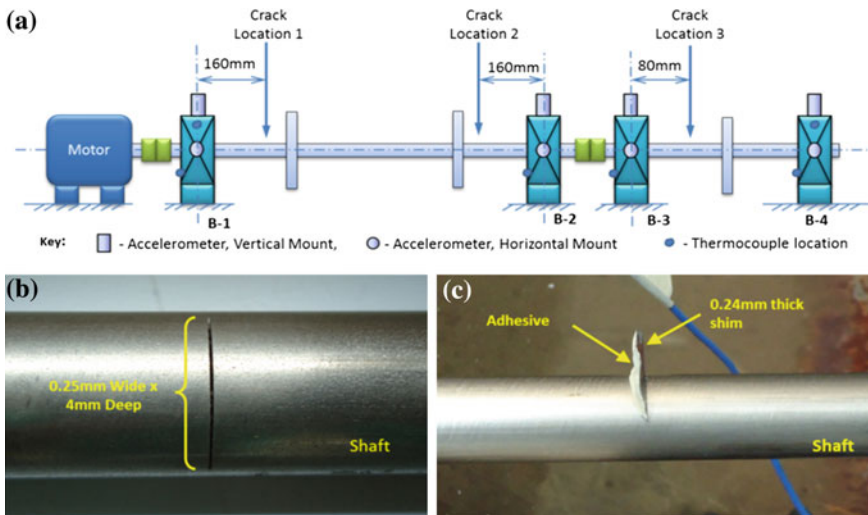 (a)
Crack
Location 1
Crack
Location 2
Crack
Location 3
160mm
160mm
80mm
Motor
B-1
B-2
B-3
B-4
Key:
- Accelerometer, Vertical Mount,
- Accelerometer, Horizontal Mount
- Thermocouple location
(b)
0.25mm Wide x
4mm Deep
Shaft
(c)
Adhesive
0.24mm thick
shim
Shaft